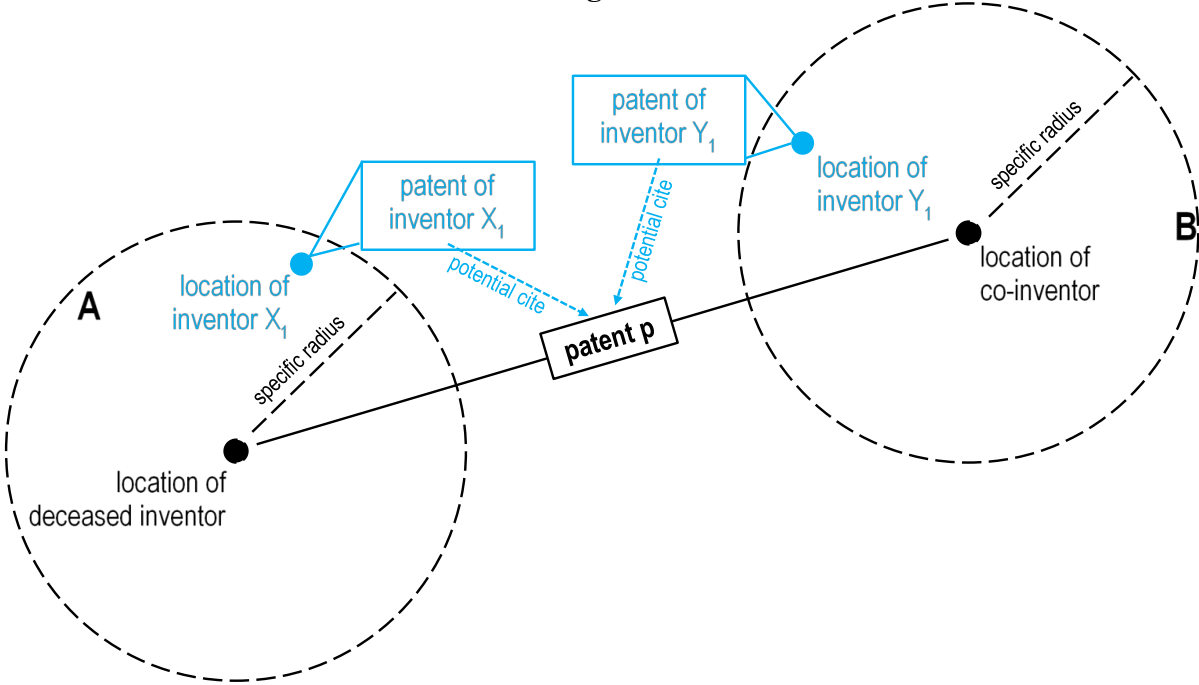 patent of
inventor Y₁
location of
inventor Y₁
specific radius
B
location of
co-inventor
potential cite
patent of
inventor X₁
potential cite
location of
inventor X₁
A
specific radius
patent p
location of
deceased inventor